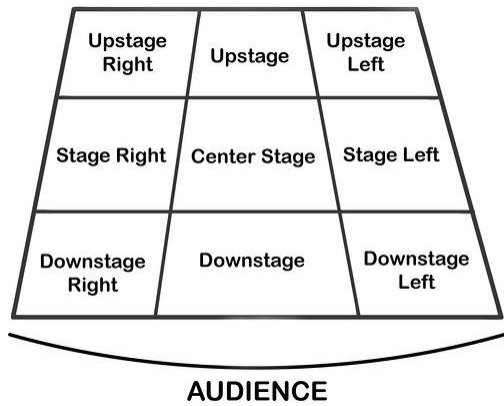 Upstage
Right
Upstage
Upstage
Left
Stage Right
Center Stage
Stage Left
Downstage
Right
Downstage
Downstage
Left
AUDIENCE